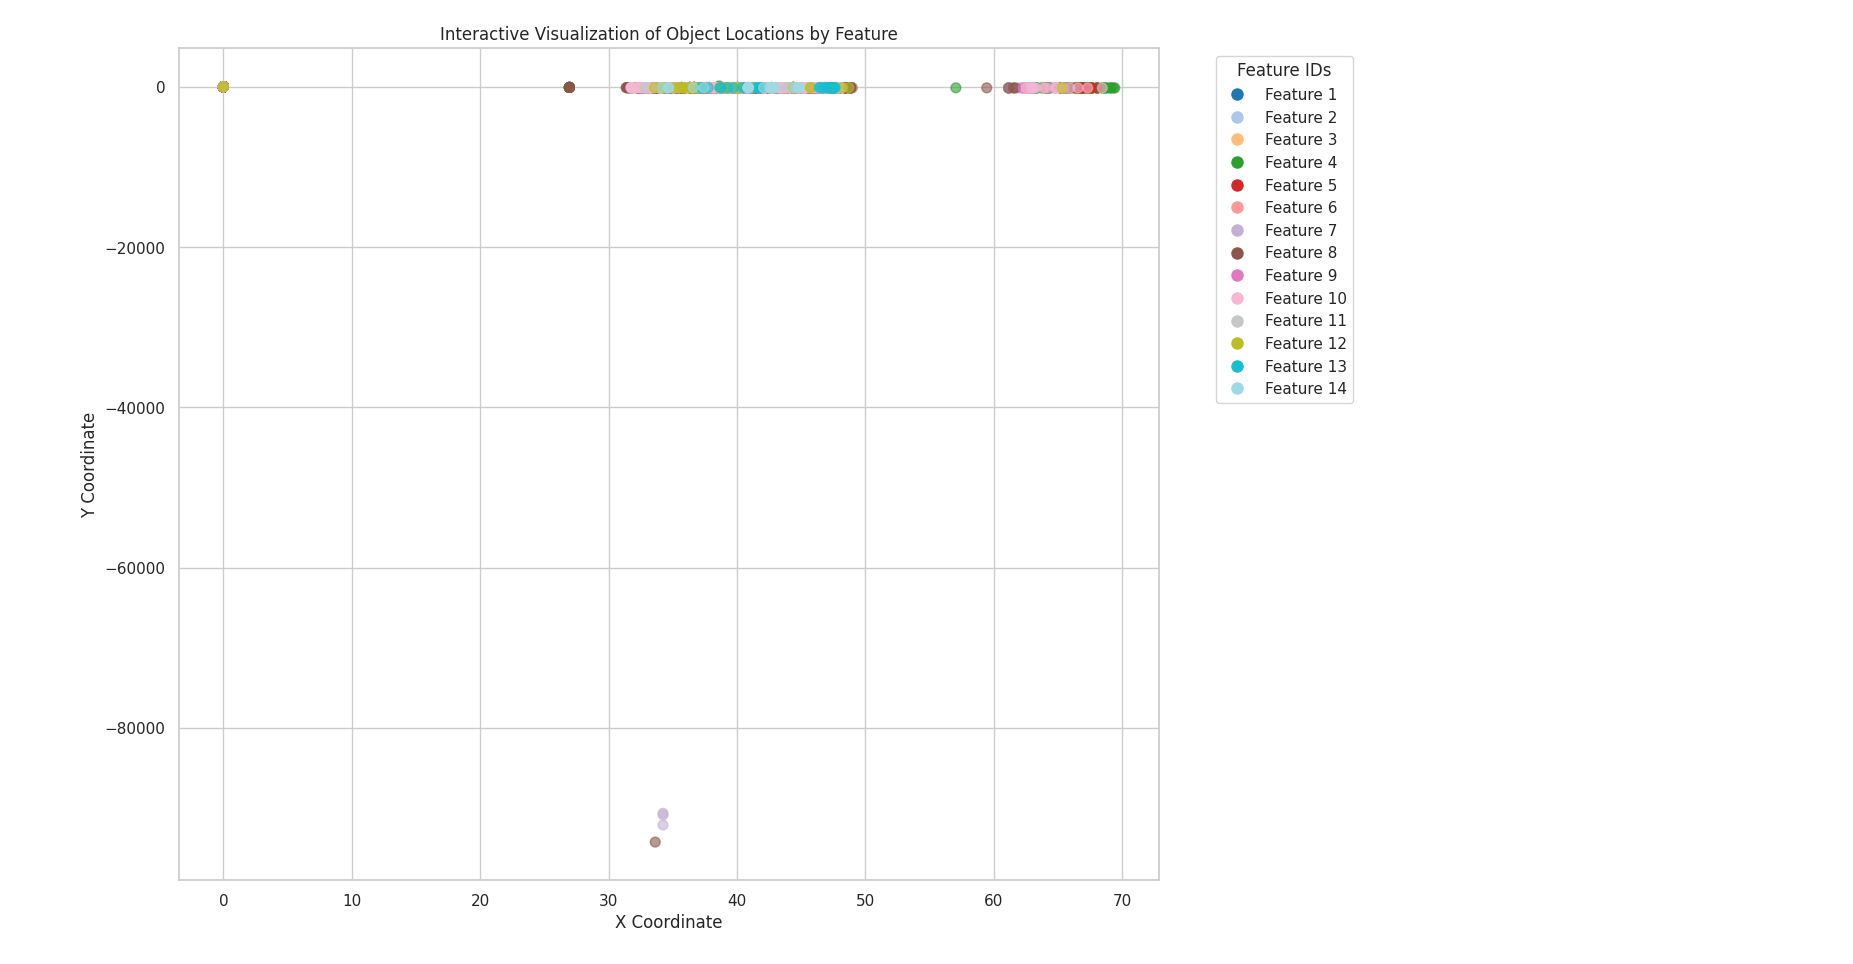 Interactive Visualization of Object Locations by Feature
0
−20000
−40000
−60000
−80000
Y Coordinate
0
10
20
30
40
50
60
70
X Coordinate
Feature IDs
Feature 1
Feature 2
Feature 3
Feature 4
Feature 5
Feature 6
Feature 7
Feature 8
Feature 9
Feature 10
Feature 11
Feature 12
Feature 13
Feature 14